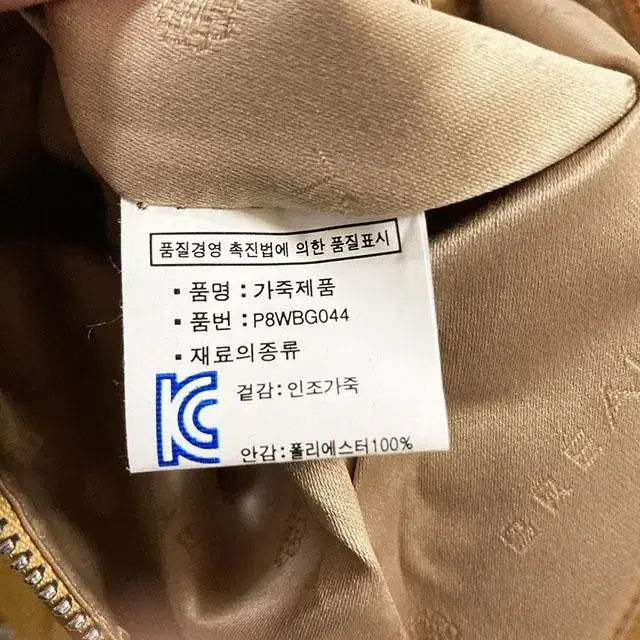 품질경영 촉진법에 의한 품질표시
▪ 품명 : 가죽제품
▪ 품번 : P8WBG044
▪ 재료의종류
KC
겉감 : 인조가죽
안감 : 폴리에스터100%